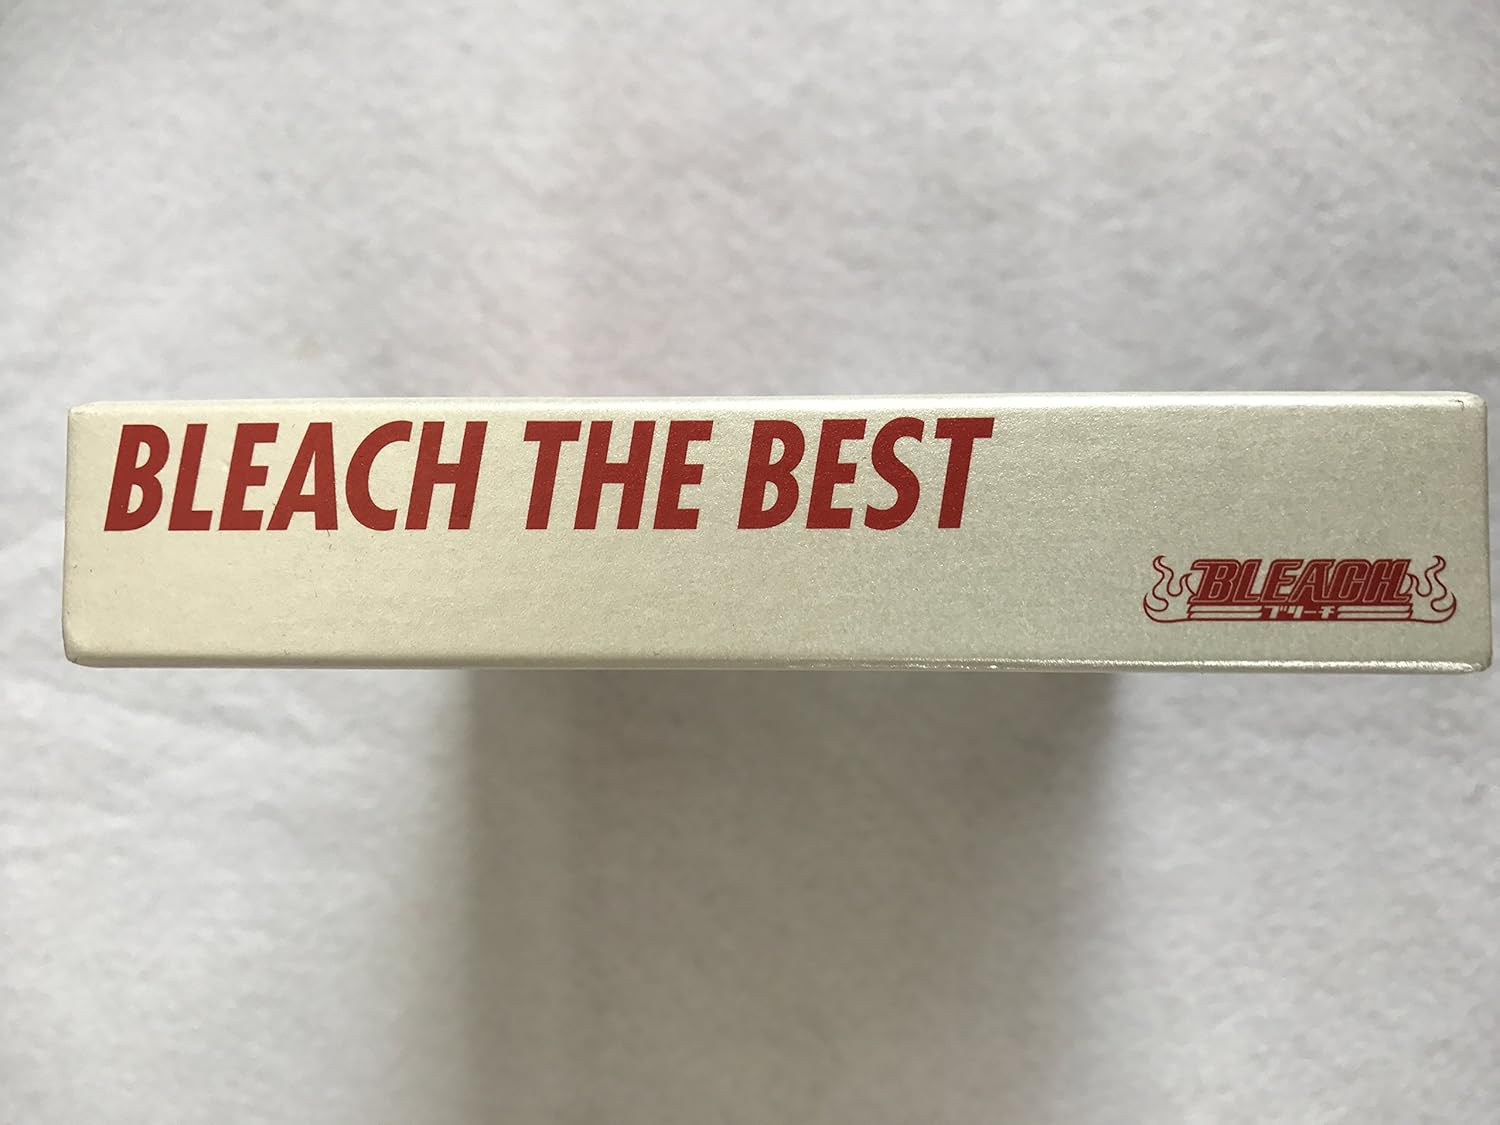 BLEACH THE BEST
BLEACH
ブリーチ